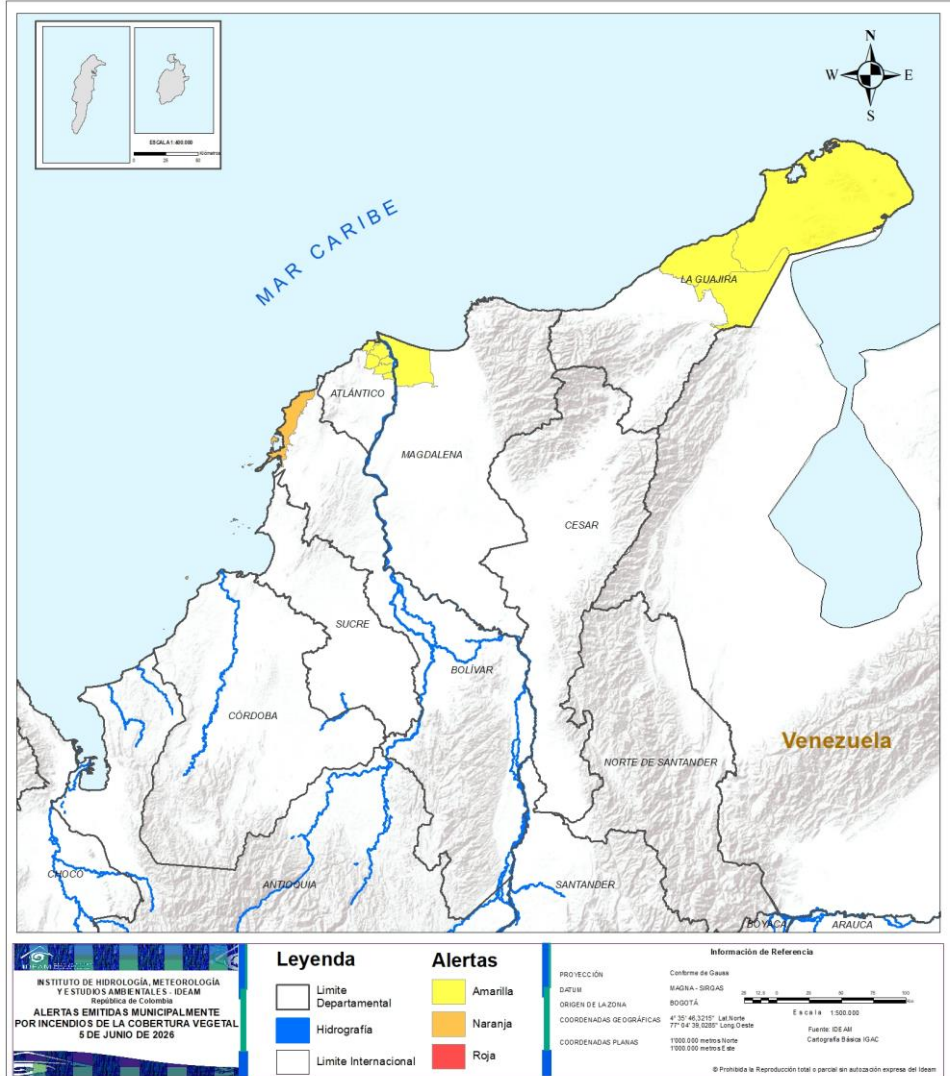 N
W
E
S
ESCALA 1:400.000
MAR CARIBE
LA GUAJIRA
ATLÁNTICO
MAGDALENA
CESAR
SUCRE
BOLÍVAR
CÓRDOBA
Venezuela
NORTE DE SANTANDER
CHOCÓ
ANTIOQUIA
SANTANDER
BOYACÁ
ARAUCA
IDEAM
INSTITUTO DE HIDROLOGÍA, METEOROLOGÍA
Y ESTUDIOS AMBIENTALES - IDEAM
República de Colombia
ALERTAS EMITIDAS MUNICIPALMENTE
POR INCENDIOS DE LA COBERTURA VEGETAL
5 DE JUNIO DE 2026
Leyenda
Limite
Departamental
Hidrografía
Limite Internacional
Alertas
Amarilla
Naranja
Roja
Información de Referencia
PROYECCIÓN Conforme de Gauss
DATUM MAGNA - SIRGAS
ORIGEN DE LA ZONA BOGOTÁ
COORDENADAS GEOGRÁFICAS 4° 35' 46,3215" Lat.Norte
77° 04' 39,0285" Long.Oeste
COORDENADAS PLANAS 1'000.000 metros Norte
1'000.000 metros Este
Escala 1:500.000
Fuente: IDEAM
Cartografía Básica IGAC
© Prohibida la Reproducción total o parcial sin autozación expresa del Ideam